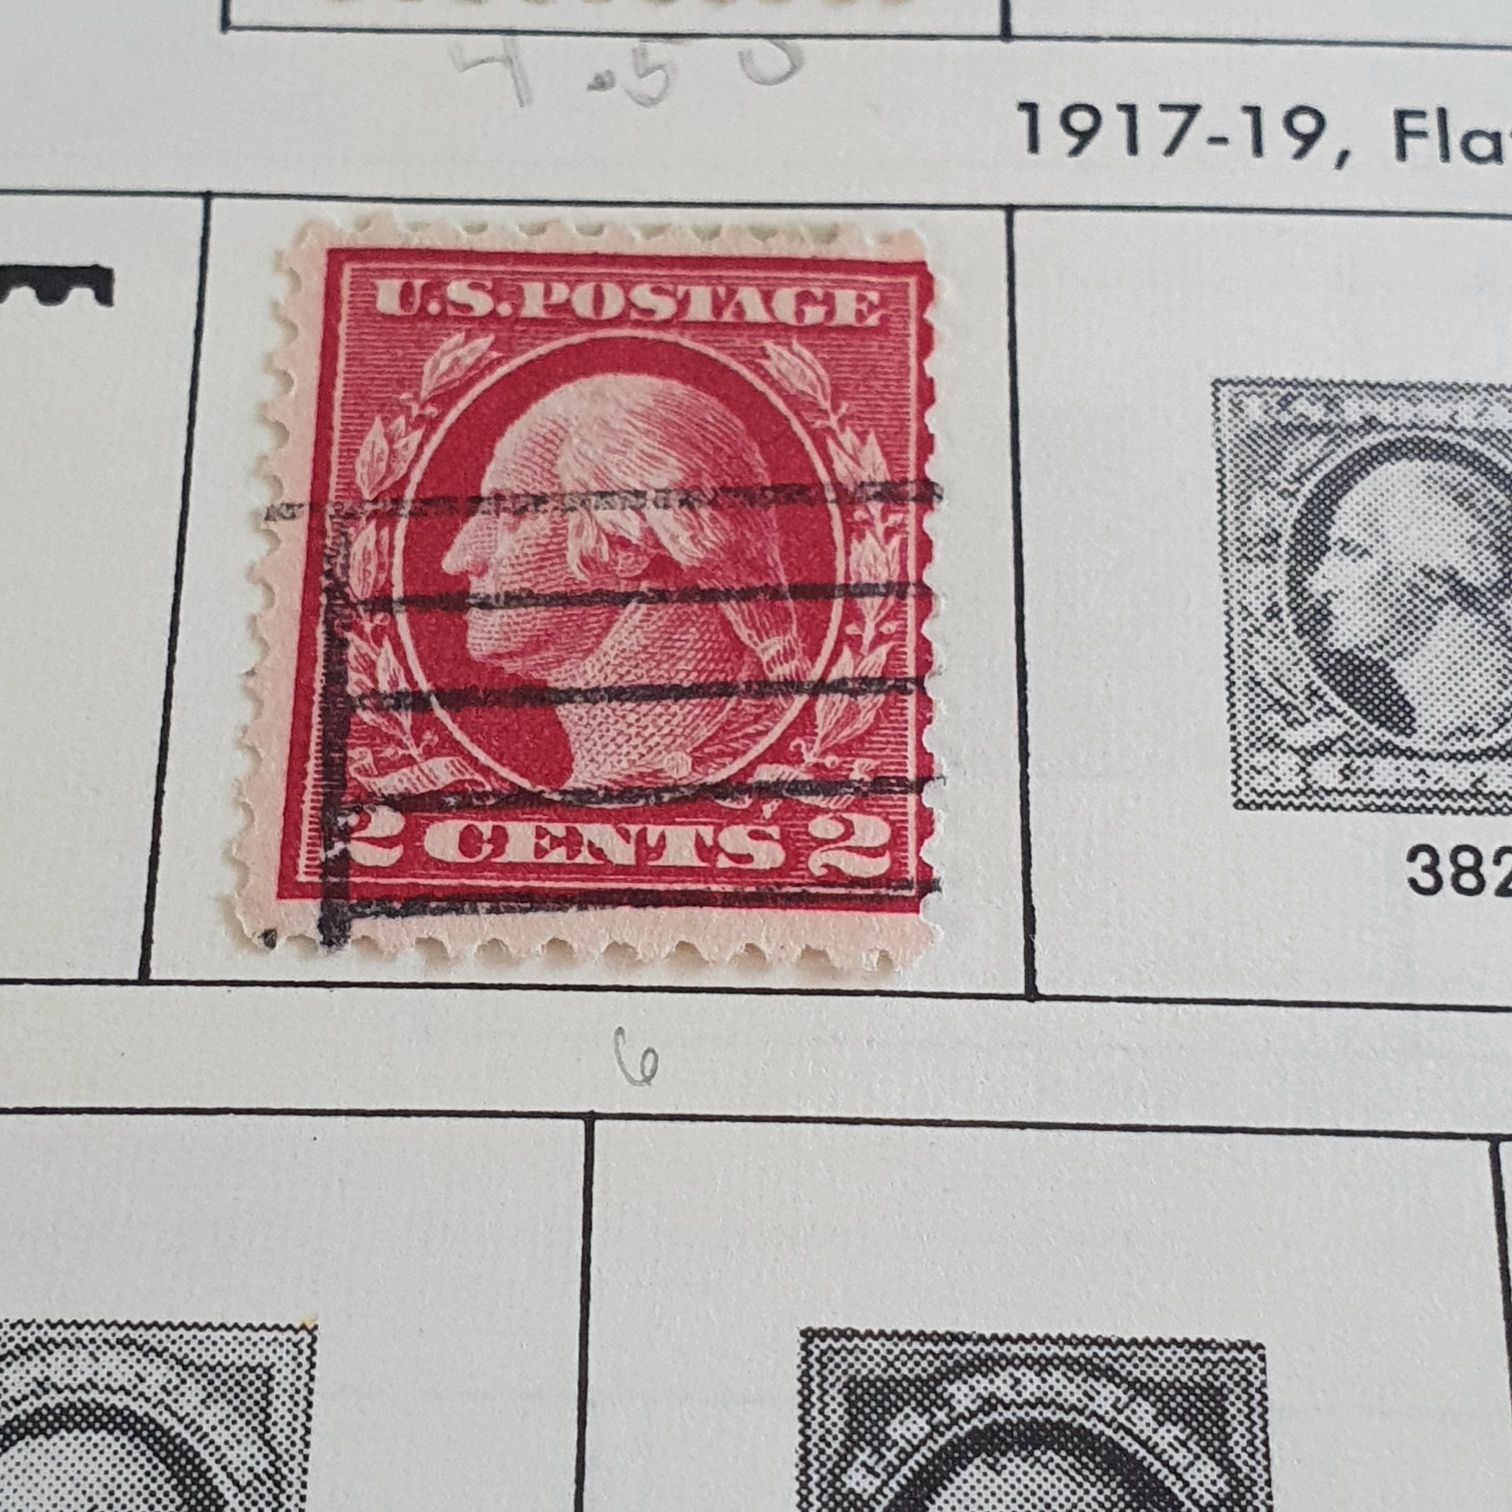 4.50
1917-19, Fla
U.S.POSTAGE
2 CENTS 2
382
6